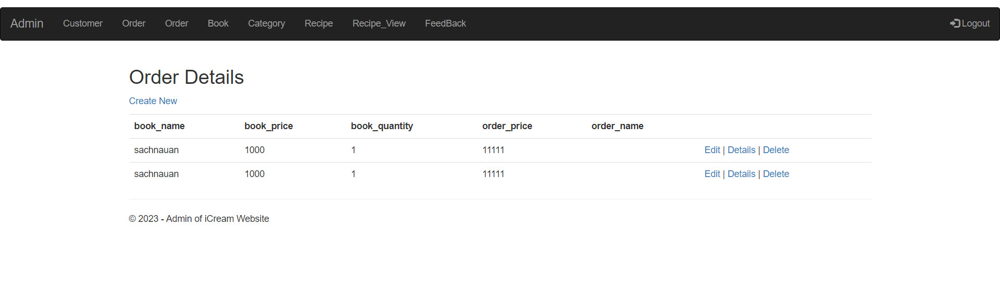 Admin Customer Order Order Book Category Recipe Recipe_View FeedBack Logout
Order Details
Create New
book_name book_price book_quantity order_price order_name
sachnauan 1000 1 11111 Edit | Details | Delete
sachnauan 1000 1 11111 Edit | Details | Delete
© 2023 - Admin of iCream Website